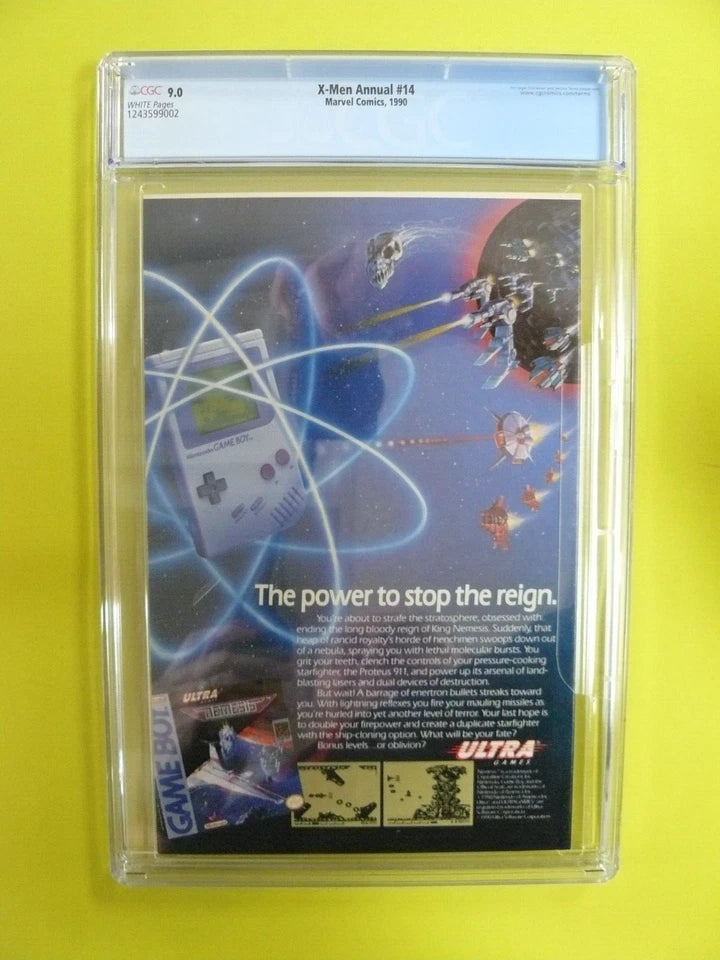 CGC 9.0
WHITE Pages
1243599002
X-Men Annual #14
Marvel Comics, 1990
www.cgccomics.com/terms
Nintendo GAME BOY
The power to stop the reign.
You're about to strafe the stratosphere, obsessed with
ending the long bloody reign of King Nemesis. Suddenly, that
heap of rancid royalty's horde of henchmen swoops down out
of a nebula, spraying you with lethal molecular bursts. You
grit your teeth, clench the controls of your pressure-cooking
starfighter, the Proteus 911, and power up its arsenal of land-
blasting lasers and dual devices of destruction.
But wait! A barrage of enertron bullets streaks toward
you. With lightning reflexes you fire your mauling missiles as
you're hurled into yet another level of terror. Your last hope is
to double your firepower and create a duplicate starfighter
with the ship-cloning option. What will be your fate?
Bonus levels...or oblivion?
ULTRA
GAMES
GAME BOY
ULTRA
NEMESIS